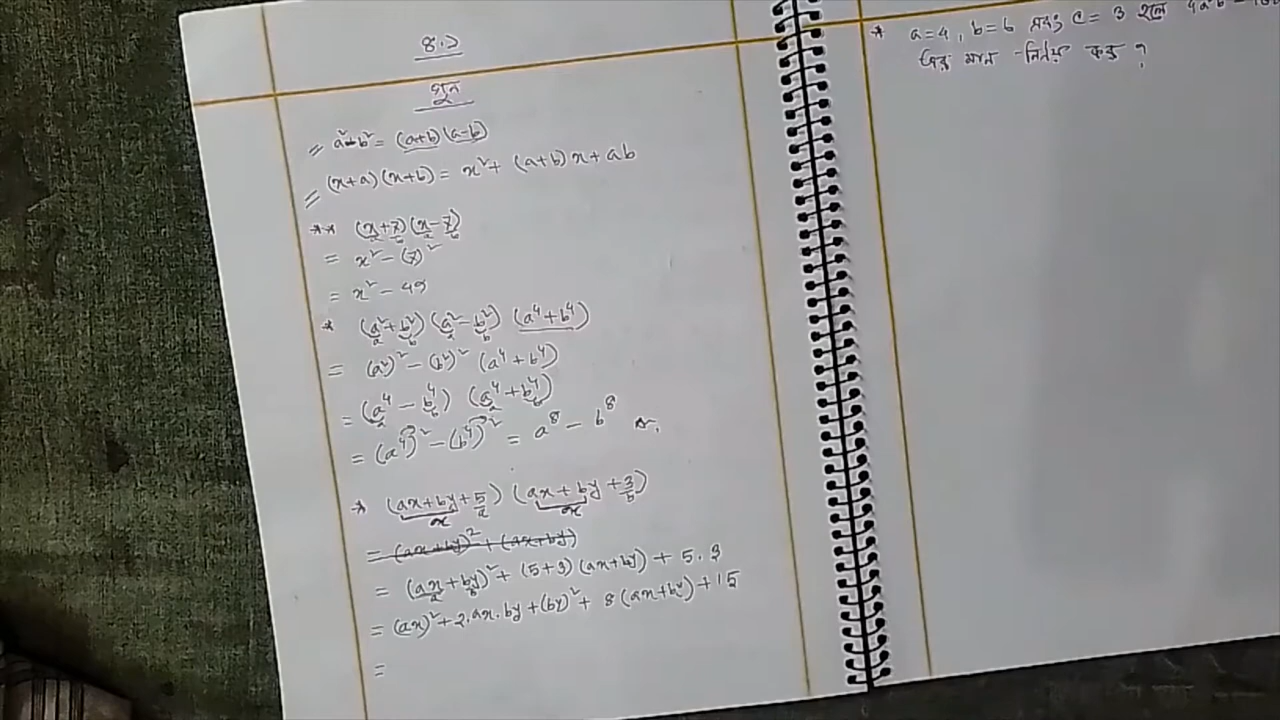 ৪.১
সূত্র
= a²-b² = (a+b)(a-b)
= (x+a)(x+b) = x² + (a+b)x + ab
** (x+7)(x-7)
a b a b
= x² - (7)²
= x² - 49
* (a²+b²)(a²-b²) (a⁴+b⁴)
a b a b
= (a²)² - (b²)² (a⁴+b⁴)
= (a⁴ - b⁴) (a⁴+b⁴)
a b a b
= (a⁴)² - (b⁴)² = a⁸ - b⁸
* (ax+by+5) (ax+by+3)
x a x b
= (ax+by)² + (ax+by)
= (ax+by)² + (5+3)(ax+by) + 5.3
= (ax)² + 2.ax.by + (by)² + 8(ax+by) + 15
=
* a=4, b=6 এবং c=3 হলে 4a²b²
এর মান নির্ণয় কর ?